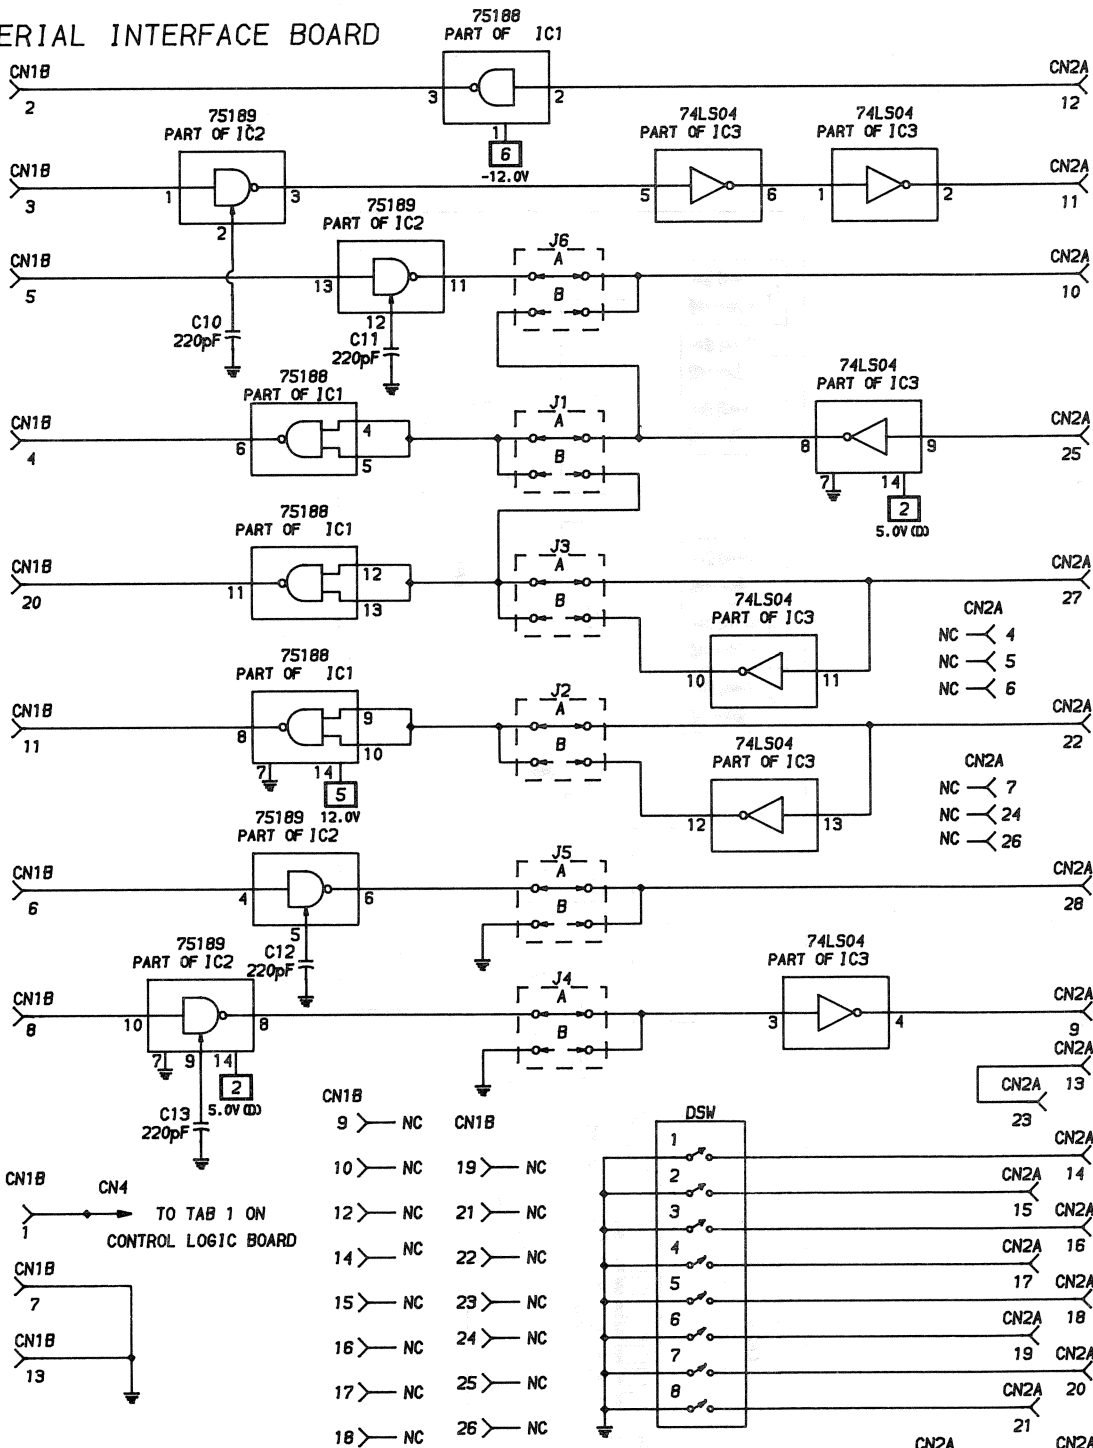 ERIAL INTERFACE BOARD
75188
PART OF IC1
CN1B
2
3
2
1
6
-12.0V
CN2A
12
75189
PART OF IC2
74LS04
PART OF IC3
74LS04
PART OF IC3
CN1B
3
1
3
2
5
6
1
2
CN2A
11
75189
PART OF IC2
J6
A
B
CN1B
5
13
11
12
CN2A
10
C10
220pF
C11
220pF
75188
PART OF IC1
J1
A
B
74LS04
PART OF IC3
CN1B
4
6
4
5
8
9
7
14
2
5.0V(D)
CN2A
25
75188
PART OF IC1
J3
A
B
CN1B
20
11
12
13
CN2A
27
74LS04
PART OF IC3
10
11
CN2A
NC 4
NC 5
NC 6
75188
PART OF IC1
J2
A
B
CN1B
11
8
9
10
7
14
5
12.0V
CN2A
22
74LS04
PART OF IC3
12
13
CN2A
NC 7
NC 24
NC 26
75189
PART OF IC2
J5
A
B
CN1B
6
4
6
5
CN2A
28
C12
220pF
75189
PART OF IC2
J4
A
B
74LS04
PART OF IC3
CN1B
8
10
8
7
9
14
2
5.0V(D)
3
4
CN2A
9
C13
220pF
CN2A
13
CN2A
23
CN1B
9 NC
10 NC
12 NC
14 NC
15 NC
16 NC
17 NC
18 NC
CN1B
19 NC
21 NC
22 NC
23 NC
24 NC
25 NC
26 NC
CN1B
1
CN4
TO TAB 1 ON
CONTROL LOGIC BOARD
CN1B
7
CN1B
13
DSW
1
2
3
4
5
6
7
8
CN2A
14
CN2A
15
CN2A
16
CN2A
17
CN2A
18
CN2A
19
CN2A
20
CN2A
21
CN2A
CN2A